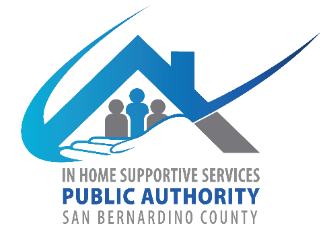 IN HOME SUPPORTIVE SERVICES
PUBLIC AUTHORITY
SAN BERNARDINO COUNTY